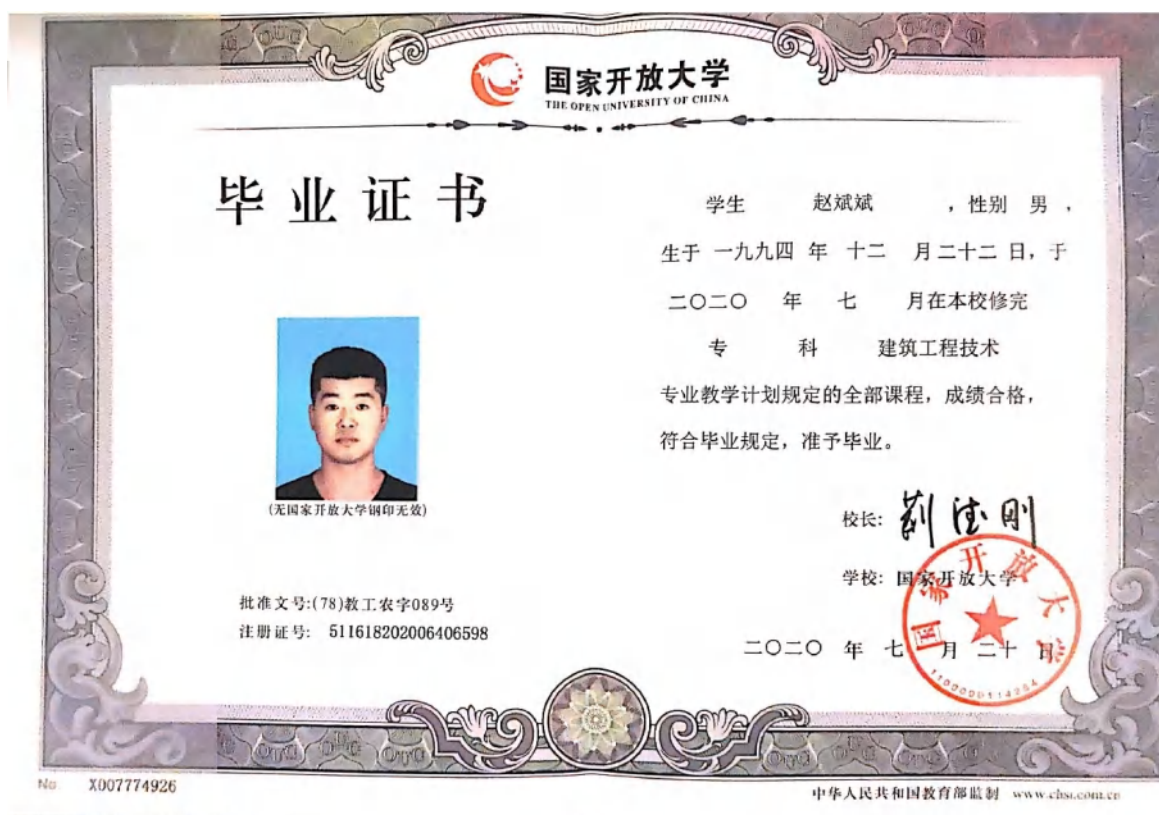 国家开放大学
THE OPEN UNIVERSITY OF CHINA
毕业证书
(无国家开放大学钢印无效)
批准文号:(78)教工农字089号
注册证号: 511618202006406598
学生 赵斌斌 ，性别 男 ，
生于 一九九四 年 十二 月二十二 日，于
二〇二〇 年 七 月在本校修完
专 科 建筑工程技术
专业教学计划规定的全部课程，成绩合格，
符合毕业规定，准予毕业。
校长:
学校: 国家开放大学
二〇二〇 年 七 月 二十 日
国家开放大学
No. X007774926
中华人民共和国教育部监制 www.chsi.com.cn